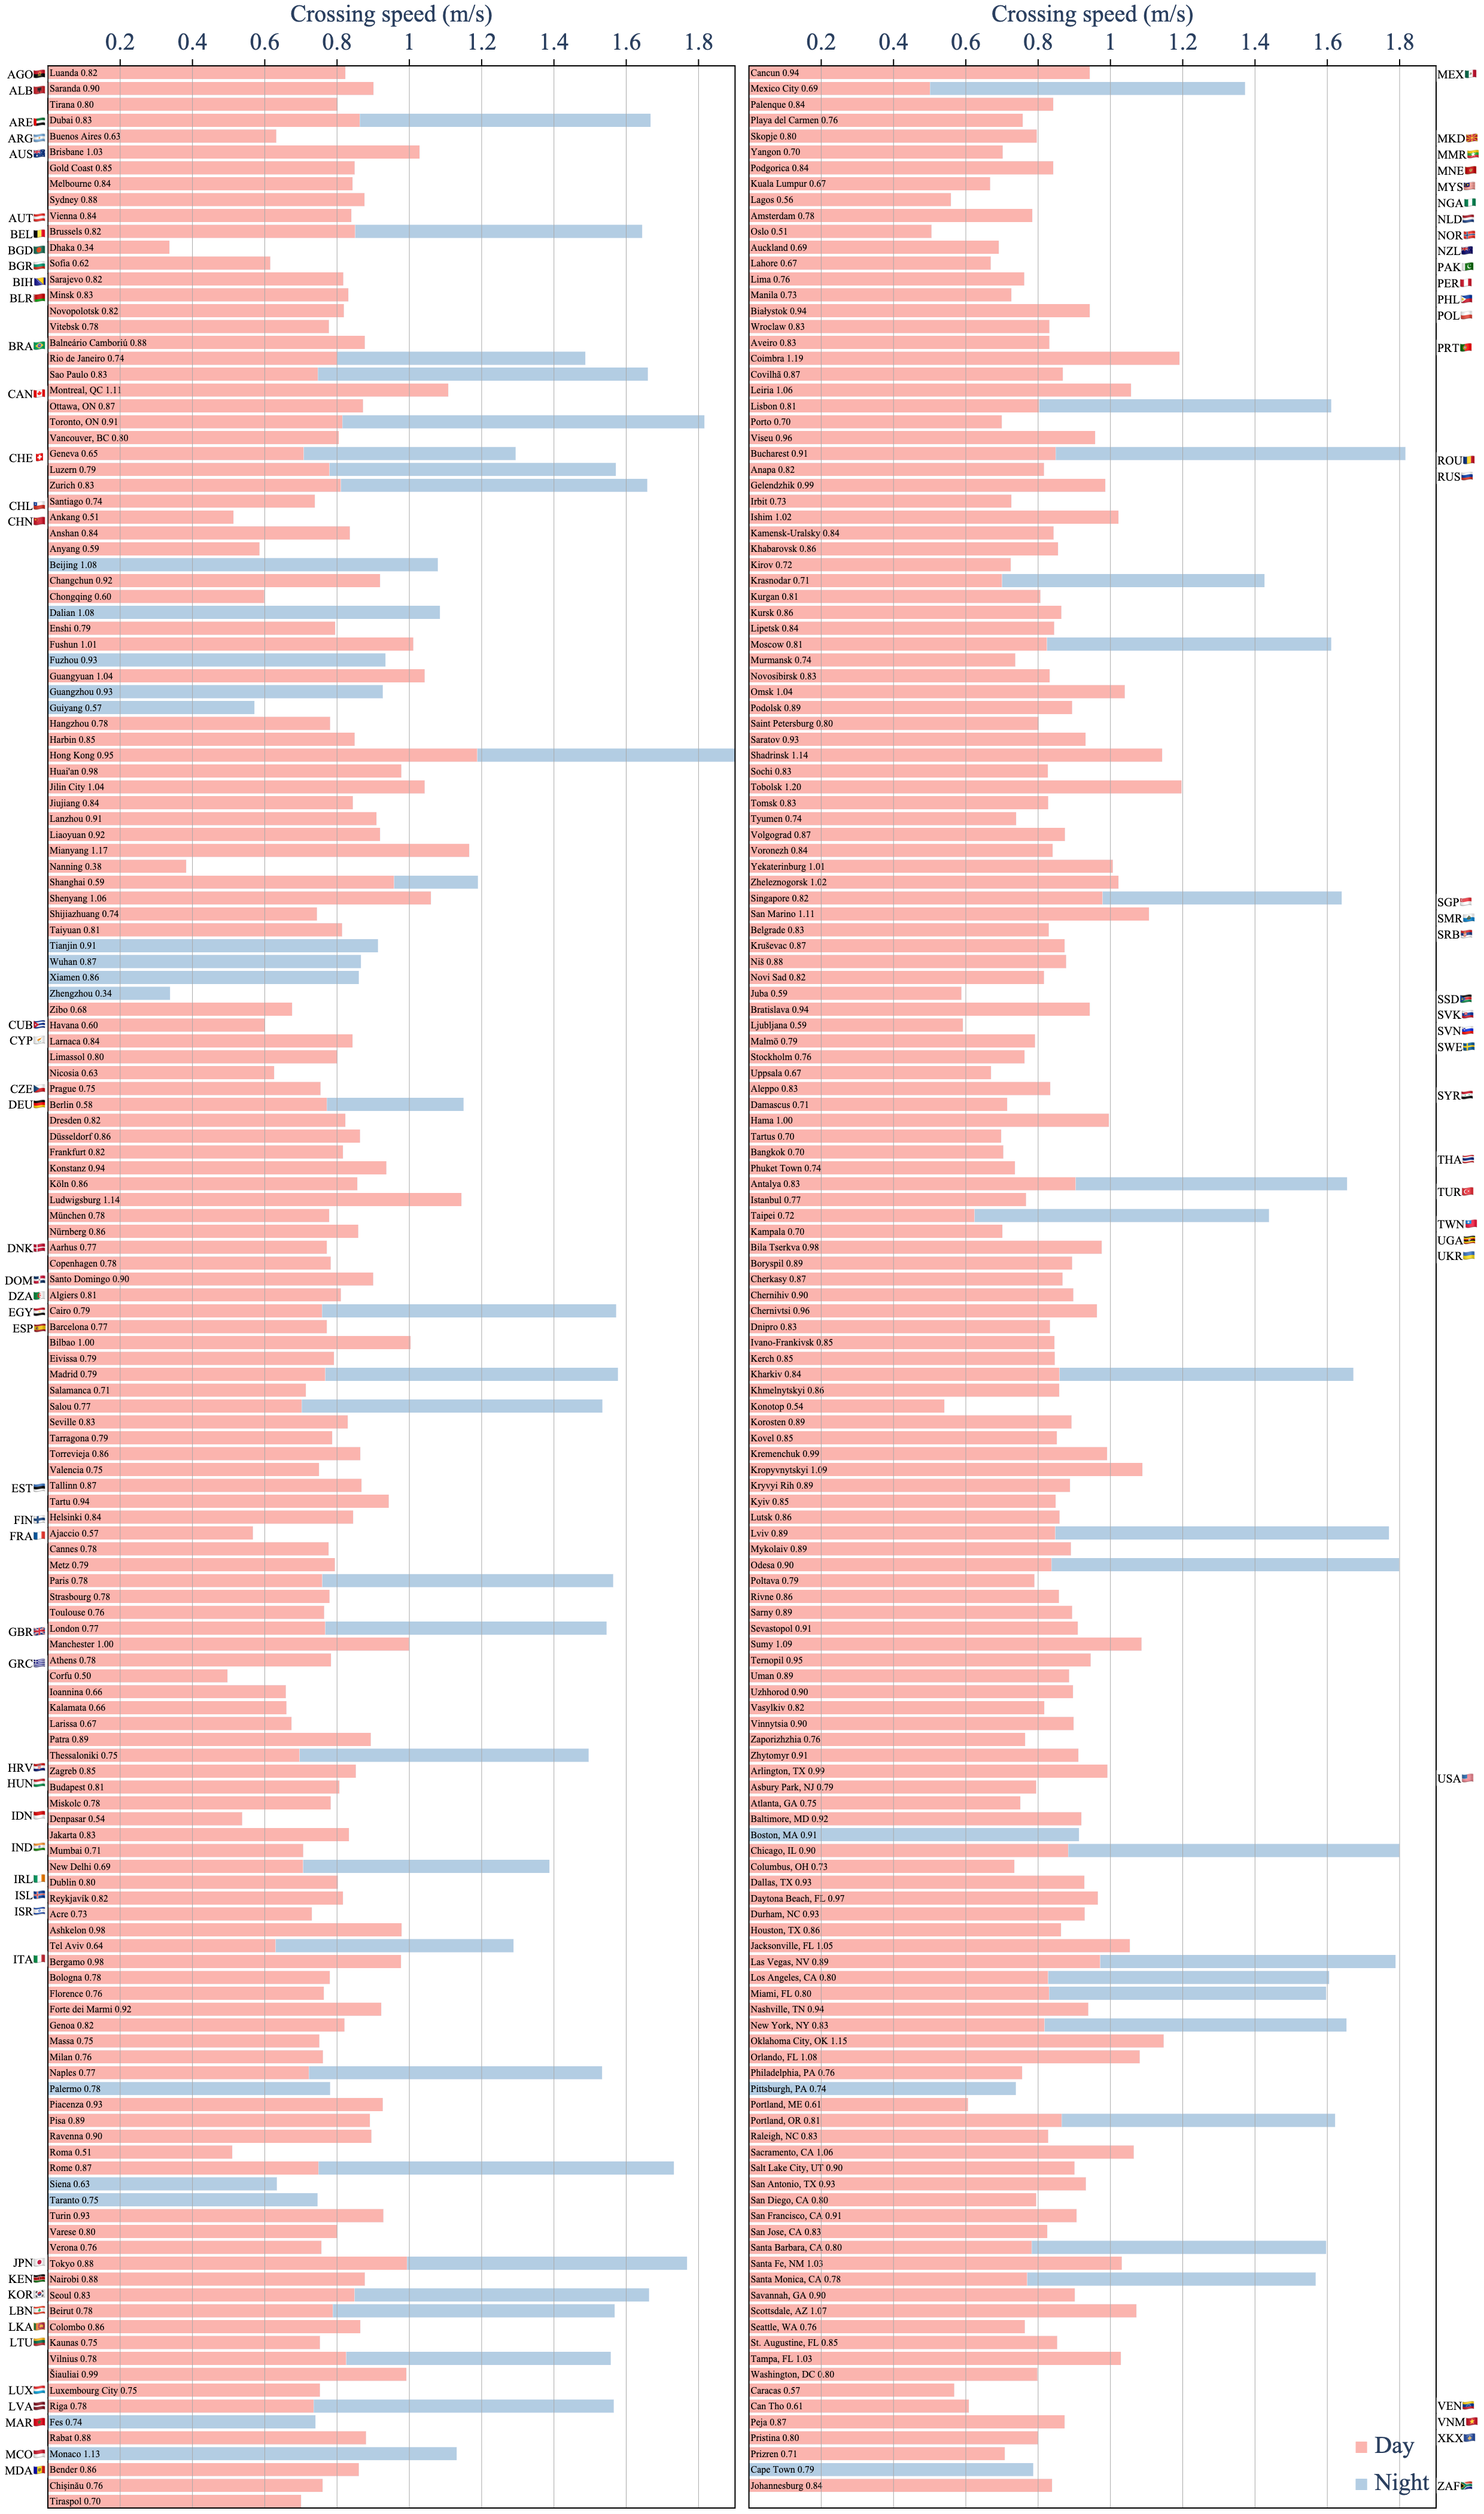 Crossing speed (m/s)
0.2 0.4 0.6 0.8 1 1.2 1.4 1.6 1.8
AGO Luanda 0.82
ALB Saranda 0.90
Tirana 0.80
ARE Dubai 0.83
ARG Buenos Aires 0.63
AUS Brisbane 1.03
Gold Coast 0.85
Melbourne 0.84
Sydney 0.88
AUT Vienna 0.84
BEL Brussels 0.82
BGD Dhaka 0.34
BGR Sofia 0.62
BIH Sarajevo 0.82
BLR Minsk 0.83
Novopolotsk 0.82
Vitebsk 0.78
BRA Balneário Camboriú 0.88
Rio de Janeiro 0.74
Sao Paulo 0.83
CAN Montreal, QC 1.11
Ottawa, ON 0.87
Toronto, ON 0.91
Vancouver, BC 0.80
CHE Geneva 0.65
Luzern 0.79
Zurich 0.83
CHL Santiago 0.74
CHN Ankang 0.51
Anshan 0.84
Anyang 0.59
Beijing 1.08
Changchun 0.92
Chongqing 0.60
Dalian 1.08
Enshi 0.79
Fushun 1.01
Fuzhou 0.93
Guangyuan 1.04
Guangzhou 0.93
Guiyang 0.57
Hangzhou 0.78
Harbin 0.85
Hong Kong 0.95
Huai'an 0.98
Jilin City 1.04
Jiujiang 0.84
Lanzhou 0.91
Liaoyuan 0.92
Mianyang 1.17
Nanning 0.38
Shanghai 0.59
Shenyang 1.06
Shijiazhuang 0.74
Taiyuan 0.81
Tianjin 0.91
Wuhan 0.87
Xiamen 0.86
Zhengzhou 0.34
Zibo 0.68
CUB Havana 0.60
CYP Larnaca 0.84
Limassol 0.80
Nicosia 0.63
CZE Prague 0.75
DEU Berlin 0.58
Dresden 0.82
Düsseldorf 0.86
Frankfurt 0.82
Konstanz 0.94
Köln 0.86
Ludwigsburg 1.14
München 0.78
Nürnberg 0.86
DNK Aarhus 0.77
Copenhagen 0.78
DOM Santo Domingo 0.90
DZA Algiers 0.81
EGY Cairo 0.79
ESP Barcelona 0.77
Bilbao 1.00
Eivissa 0.79
Madrid 0.79
Salamanca 0.71
Salou 0.77
Seville 0.83
Tarragona 0.79
Torrevieja 0.86
Valencia 0.75
EST Tallinn 0.87
Tartu 0.94
FIN Helsinki 0.84
FRA Ajaccio 0.57
Cannes 0.78
Metz 0.79
Paris 0.78
Strasbourg 0.78
Toulouse 0.76
GBR London 0.77
Manchester 1.00
GRC Athens 0.78
Corfu 0.50
Ioannina 0.66
Kalamata 0.66
Larissa 0.67
Patra 0.89
Thessaloniki 0.75
HRV Zagreb 0.85
HUN Budapest 0.81
Miskolc 0.78
IDN Denpasar 0.54
Jakarta 0.83
IND Mumbai 0.71
New Delhi 0.69
IRL Dublin 0.80
ISL Reykjavik 0.82
ISR Acre 0.73
Ashkelon 0.98
Tel Aviv 0.64
ITA Bergamo 0.98
Bologna 0.78
Florence 0.76
Forte dei Marmi 0.92
Genoa 0.82
Massa 0.75
Milan 0.76
Naples 0.77
Palermo 0.78
Piacenza 0.93
Pisa 0.89
Ravenna 0.90
Roma 0.51
Rome 0.87
Siena 0.63
Taranto 0.75
Turin 0.93
Varese 0.80
Verona 0.76
JPN Tokyo 0.88
KEN Nairobi 0.88
KOR Seoul 0.83
LBN Beirut 0.78
LKA Colombo 0.86
LTU Kaunas 0.75
Vilnius 0.78
Šiauliai 0.99
LUX Luxembourg City 0.75
LVA Riga 0.78
MAR Fes 0.74
Rabat 0.88
MCO Monaco 1.13
MDA Bender 0.86
Chișinău 0.76
Tiraspol 0.70
Crossing speed (m/s)
0.2 0.4 0.6 0.8 1 1.2 1.4 1.6 1.8
Cancun 0.94 MEX
Mexico City 0.69
Palenque 0.84
Playa del Carmen 0.76
Skopje 0.80 MKD
Yangon 0.70 MMR
Podgorica 0.84 MNE
Kuala Lumpur 0.67 MYS
Lagos 0.56 NGA
Amsterdam 0.78 NLD
Oslo 0.51 NOR
Auckland 0.69 NZL
Lahore 0.67 PAK
Lima 0.76 PER
Manila 0.73 PHL
Białystok 0.94 POL
Wroclaw 0.83
Aveiro 0.83 PRT
Coimbra 1.19
Covilhã 0.87
Leiria 1.06
Lisbon 0.81
Porto 0.70
Viseu 0.96
Bucharest 0.91 ROU
Anapa 0.82 RUS
Gelendzhik 0.99
Irbit 0.73
Ishim 1.02
Kamensk-Uralsky 0.84
Khabarovsk 0.86
Kirov 0.72
Krasnodar 0.71
Kurgan 0.81
Kursk 0.86
Lipetsk 0.84
Moscow 0.81
Murmansk 0.74
Novosibirsk 0.83
Omsk 1.04
Podolsk 0.89
Saint Petersburg 0.80
Saratov 0.93
Shadrinsk 1.14
Sochi 0.83
Tobolsk 1.20
Tomsk 0.83
Tyumen 0.74
Volgograd 0.87
Voronezh 0.84
Yekaterinburg 1.01
Zheleznogorsk 1.02
Singapore 0.82 SGP
San Marino 1.11 SMR
Belgrade 0.83 SRB
Kruševac 0.87
Niš 0.88
Novi Sad 0.82
Juba 0.59 SSD
Bratislava 0.94 SVK
Ljubljana 0.59 SVN
Malmö 0.79 SWE
Stockholm 0.76
Uppsala 0.67
Aleppo 0.83 SYR
Damascus 0.71
Hama 1.00
Tartus 0.70
Bangkok 0.70 THA
Phuket Town 0.74
Antalya 0.83 TUR
Istanbul 0.77
Taipei 0.72 TWN
Kampala 0.70 UGA
Bila Tserkva 0.98 UKR
Boryspil 0.89
Cherkasy 0.87
Chernihiv 0.90
Chernivtsi 0.96
Dnipro 0.83
Ivano-Frankivsk 0.85
Kerch 0.85
Kharkiv 0.84
Khmelnytskyi 0.86
Konotop 0.54
Korosten 0.89
Kovel 0.85
Kremenchuk 0.99
Kropyvnytskyi 1.09
Kryvyi Rih 0.89
Kyiv 0.85
Lutsk 0.86
Lviv 0.89
Mykolaiv 0.89
Odesa 0.90
Poltava 0.79
Rivne 0.86
Sarny 0.89
Sevastopol 0.91
Sumy 1.09
Ternopil 0.95
Uman 0.89
Uzhhorod 0.90
Vasylkiv 0.82
Vinnytsia 0.90
Zaporizhzhia 0.76
Zhytomyr 0.91
Arlington, TX 0.99 USA
Asbury Park, NJ 0.79
Atlanta, GA 0.75
Baltimore, MD 0.92
Boston, MA 0.91
Chicago, IL 0.90
Columbus, OH 0.73
Dallas, TX 0.93
Daytona Beach, FL 0.97
Durham, NC 0.93
Houston, TX 0.86
Jacksonville, FL 1.05
Las Vegas, NV 0.89
Los Angeles, CA 0.80
Miami, FL 0.80
Nashville, TN 0.94
New York, NY 0.83
Oklahoma City, OK 1.15
Orlando, FL 1.08
Philadelphia, PA 0.76
Pittsburgh, PA 0.74
Portland, ME 0.61
Portland, OR 0.81
Raleigh, NC 0.83
Sacramento, CA 1.06
Salt Lake City, UT 0.90
San Antonio, TX 0.93
San Diego, CA 0.80
San Francisco, CA 0.91
San Jose, CA 0.83
Santa Barbara, CA 0.80
Santa Fe, NM 1.03
Santa Monica, CA 0.78
Savannah, GA 0.90
Scottsdale, AZ 1.07
Seattle, WA 0.76
St. Augustine, FL 0.85
Tampa, FL 1.03
Washington, DC 0.80
Caracas 0.57 VEN
Can Tho 0.61 VNM
Peja 0.87 XKX
Pristina 0.80
Prizren 0.71
Cape Town 0.79 ZAF
Johannesburg 0.84
Day
Night